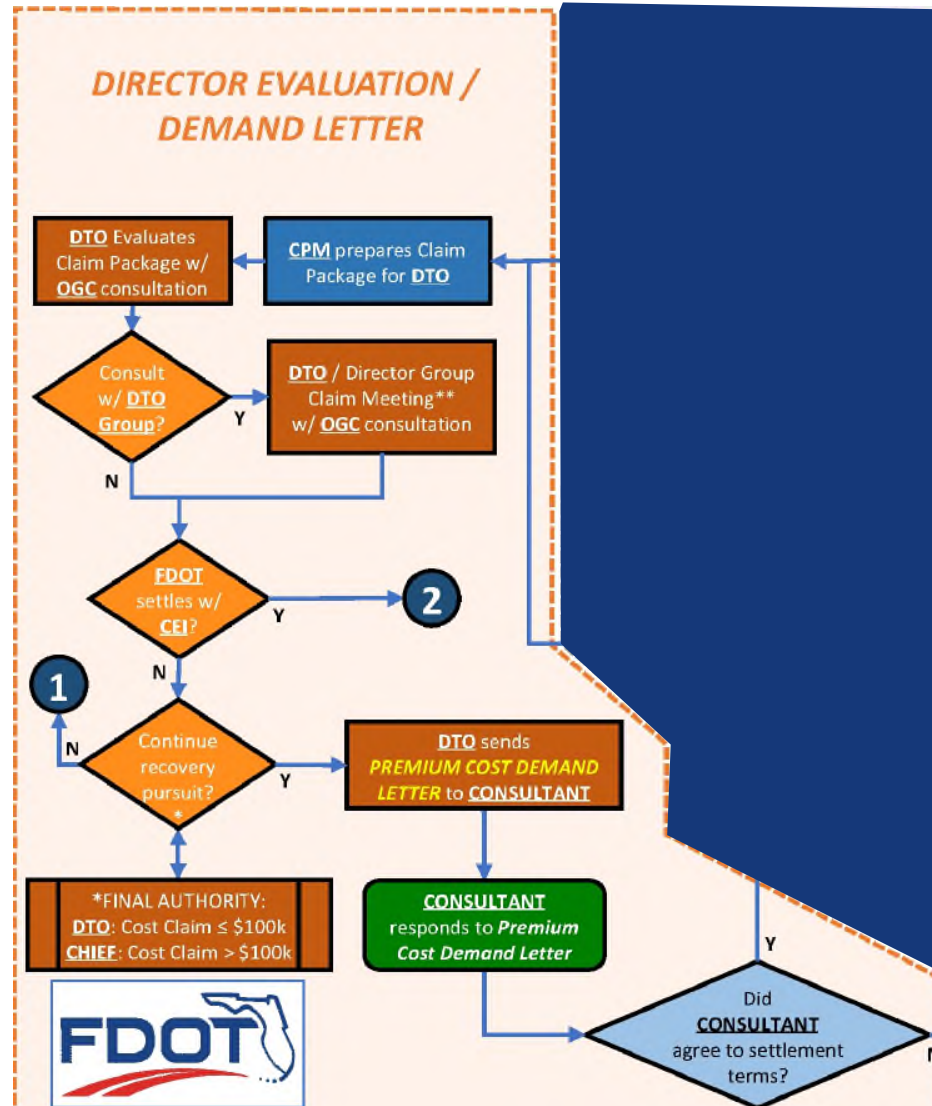 DIRECTOR EVALUATION /
DEMAND LETTER
DTO Evaluates
Claim Package w/
OGC consultation
CPM prepares Claim
Package for DTO
Consult
w/ DTO
Group?
Y
N
DTO / Director Group
Claim Meeting**
w/ OGC consultation
FDOT
settles w/
CEI?
Y
2
N
1
Continue
recovery
pursuit?
*
N
Y
DTO sends
PREMIUM COST DEMAND
LETTER to CONSULTANT
*FINAL AUTHORITY:
DTO: Cost Claim ≤ $100k
CHIEF: Cost Claim > $100k
CONSULTANT
responds to Premium
Cost Demand Letter
Y
Did
CONSULTANT
agree to settlement
terms?
FDOT